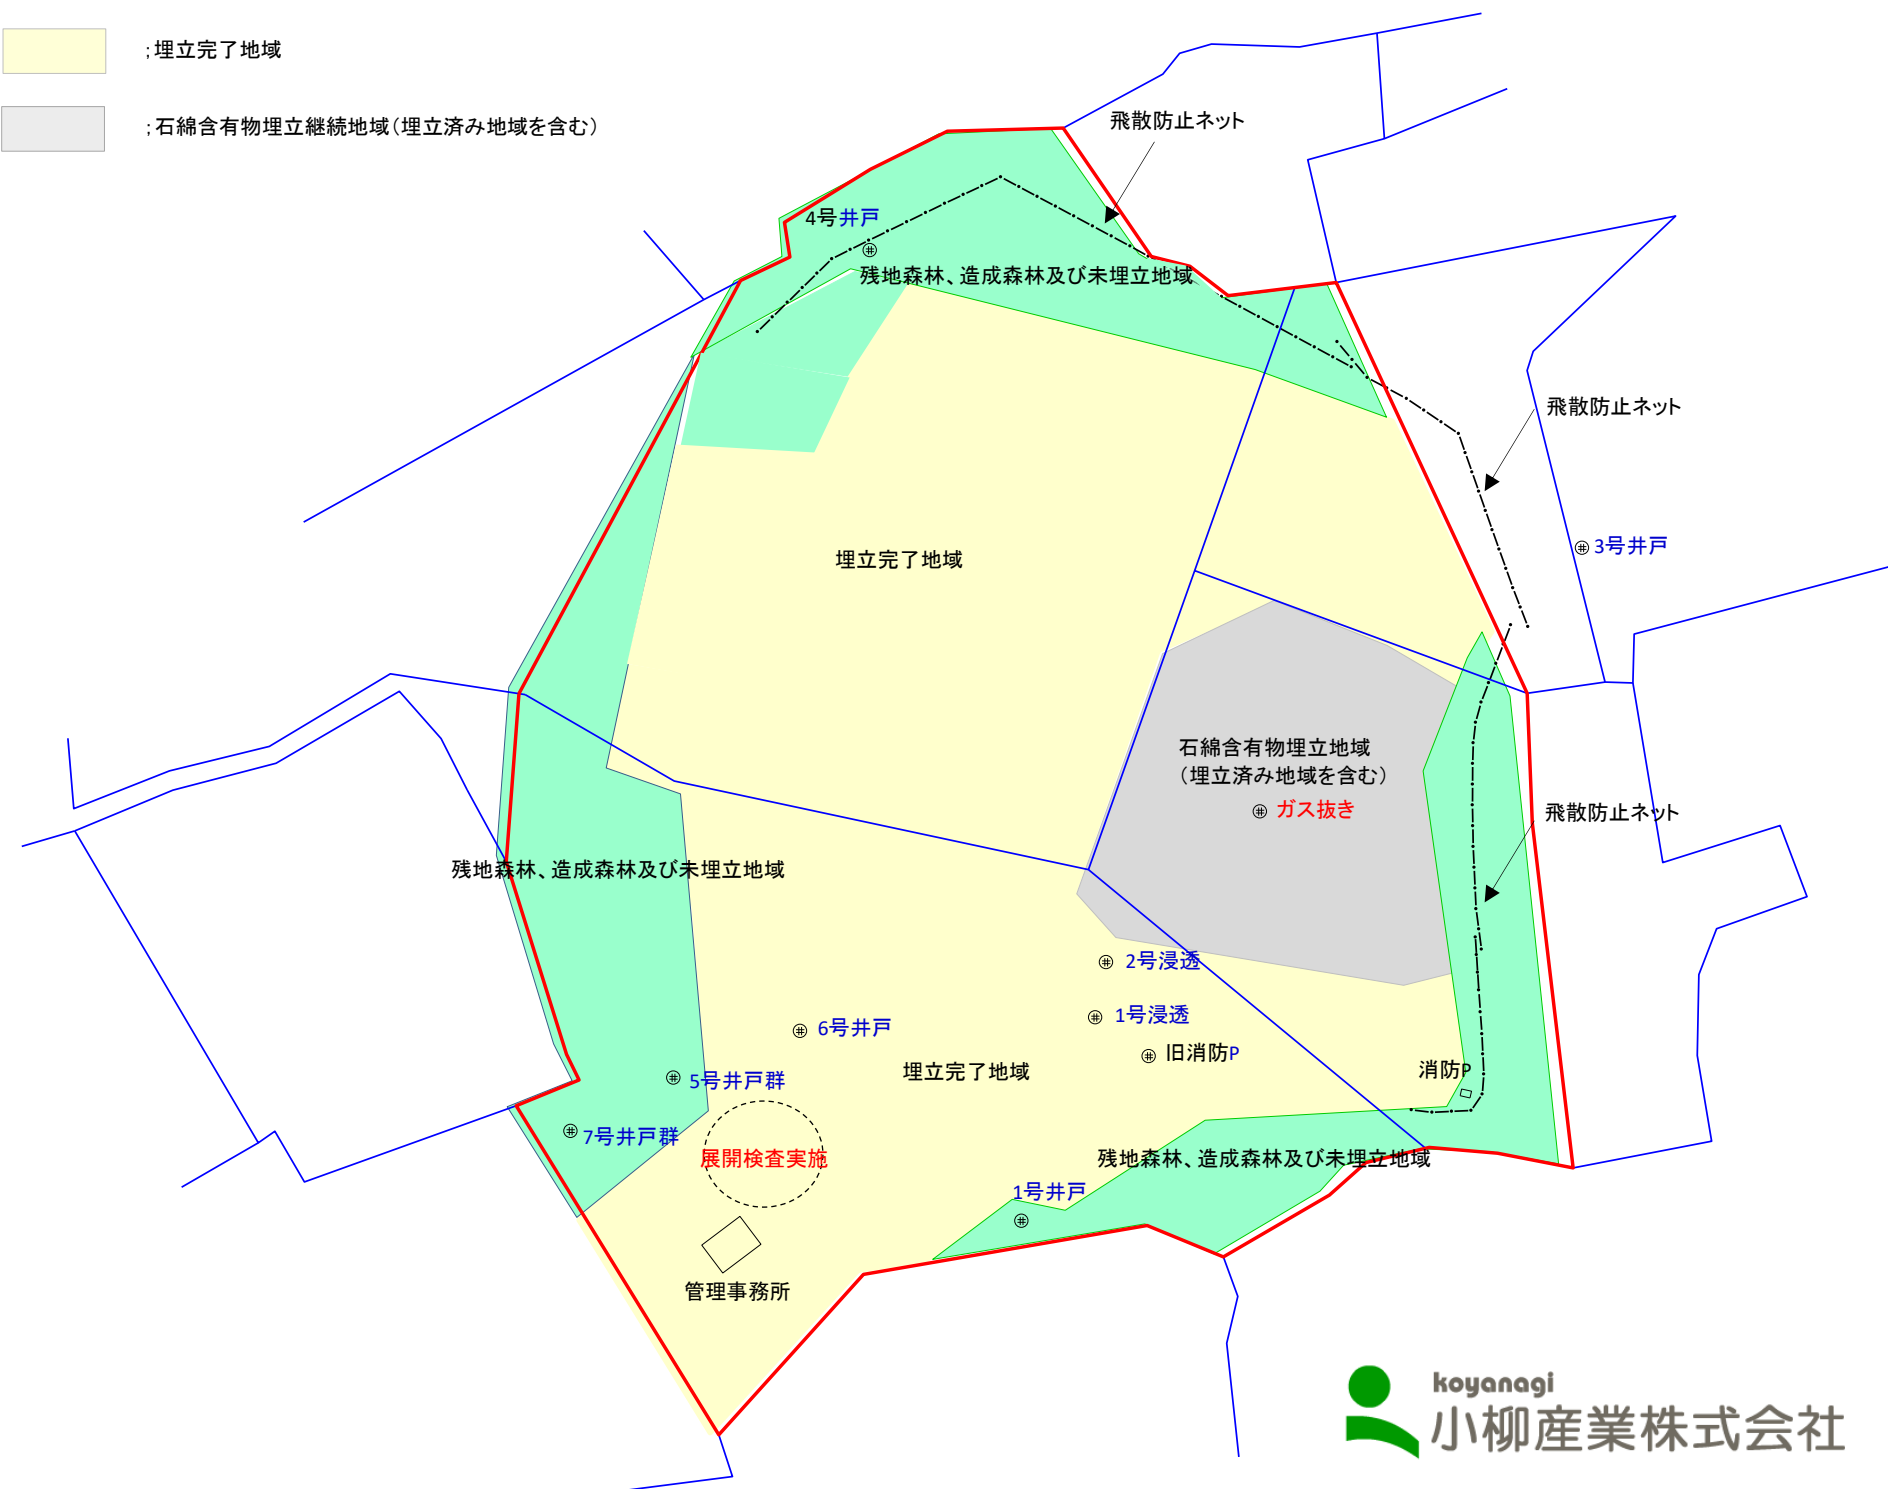 ；埋立完了地域
；石綿含有物埋立継続地域（埋立済み地域を含む）
飛散防止ネット
4号井戸
残地森林、造成森林及び未埋立地域
飛散防止ネット
3号井戸
埋立完了地域
石綿含有物埋立地域
（埋立済み地域を含む）
ガス抜き
飛散防止ネット
残地森林、造成森林及び未埋立地域
2号浸透
1号浸透
6号井戸
旧消防P
埋立完了地域
消防P
5号井戸群
7号井戸群
展開検査実施
残地森林、造成森林及び未埋立地域
1号井戸
管理事務所
koyanagi
小柳産業株式会社